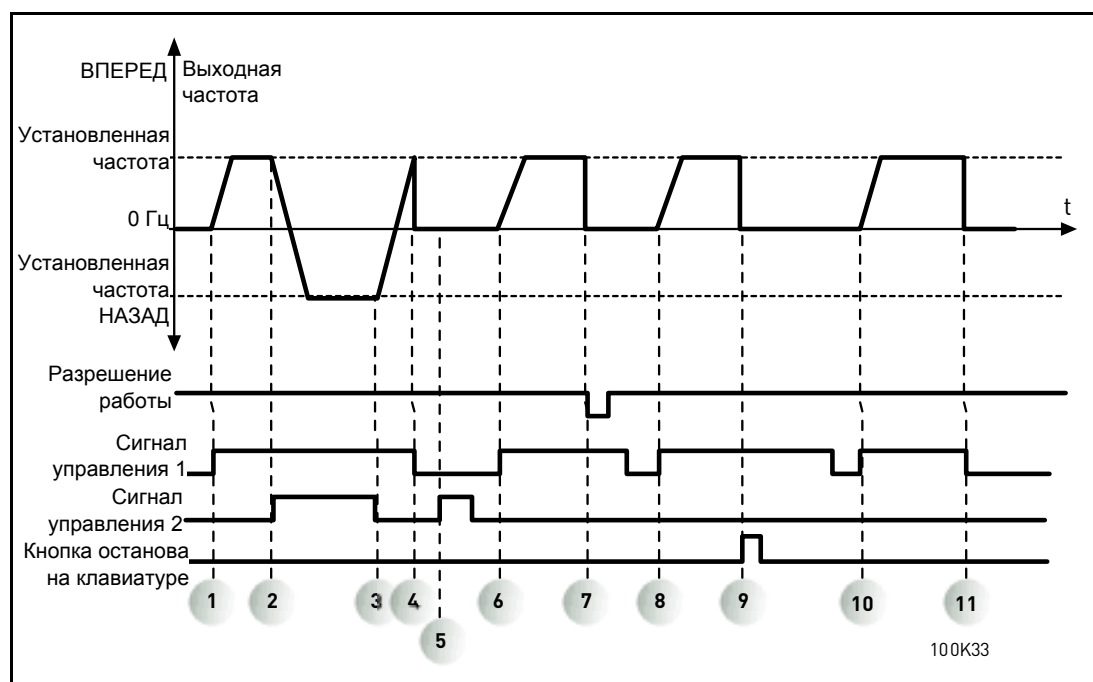 ВПЕРЕД
Выходная
частота
Установленная
частота
0 Гц
t
Установленная
частота
НАЗАД
Разрешение
работы
Сигнал
управления 1
Сигнал
управления 2
Кнопка останова
на клавиатуре
1
2
3
4
5
6
7
8
9
10
11
100K33